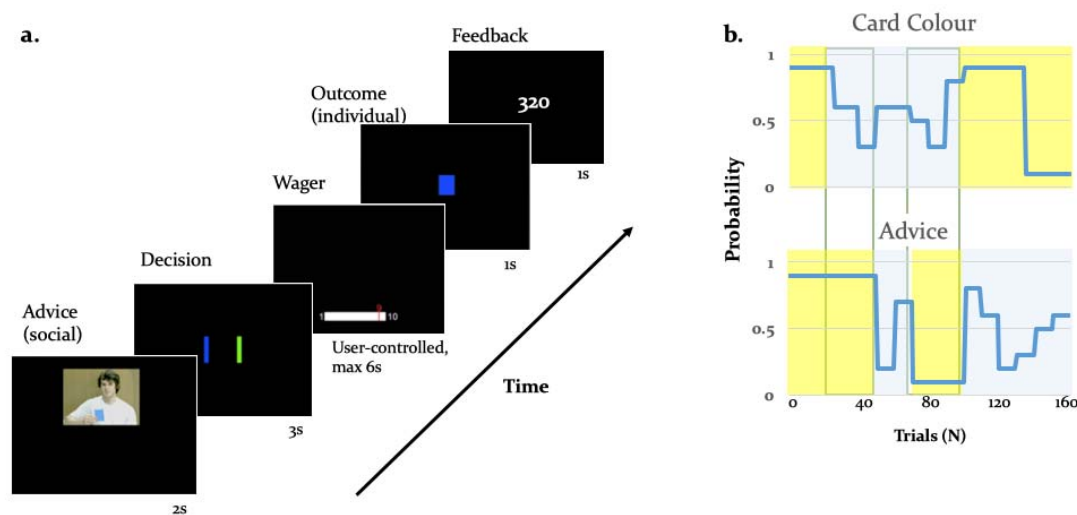 a.
Feedback
320
1s
Outcome
(individual)
1s
Wager
1
9
10
User-controlled,
max 6s
Decision
3s
Advice
(social)
2s
Time
b.
Card Colour
1
0.5
0
Probability
Advice
1
0.5
0
0
40
80
120
160
Trials (N)